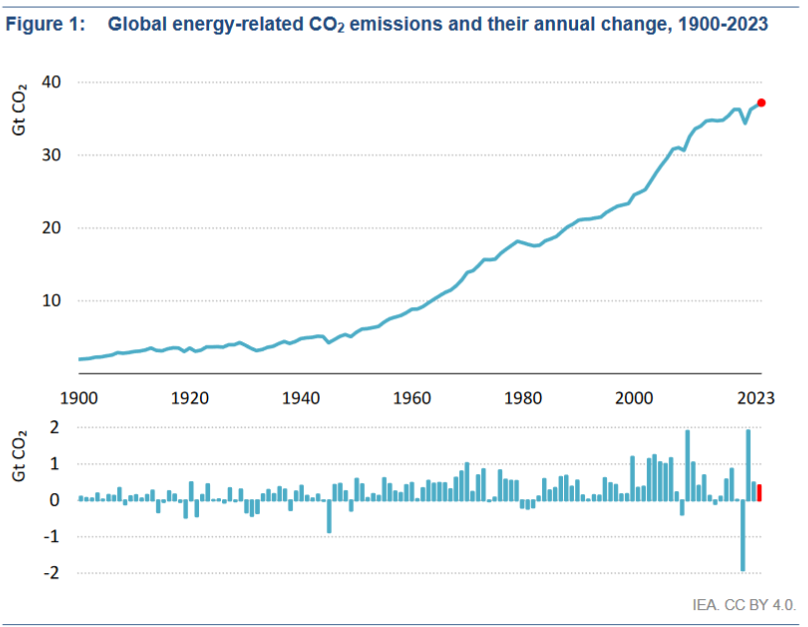 Figure 1: Global energy-related CO₂ emissions and their annual change, 1900-2023
Gt CO₂
40
30
20
10
1900 1920 1940 1960 1980 2000 2023
Gt CO₂
2
1
0
-1
-2
IEA. CC BY 4.0.